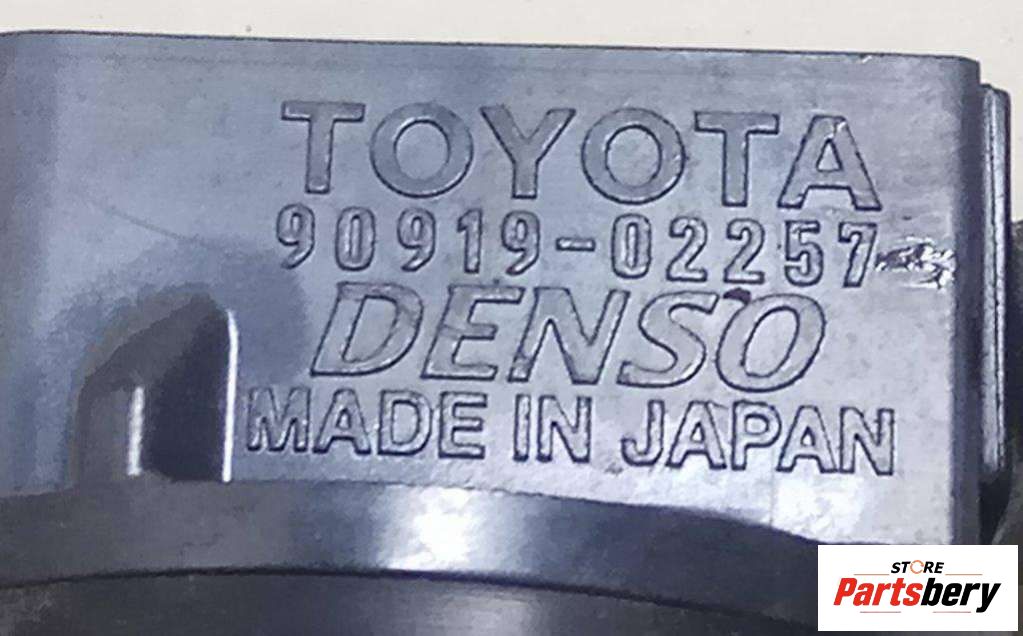 TOYOTA
90919-02257
DENSO
MADE IN JAPAN
STORE
Partsbery